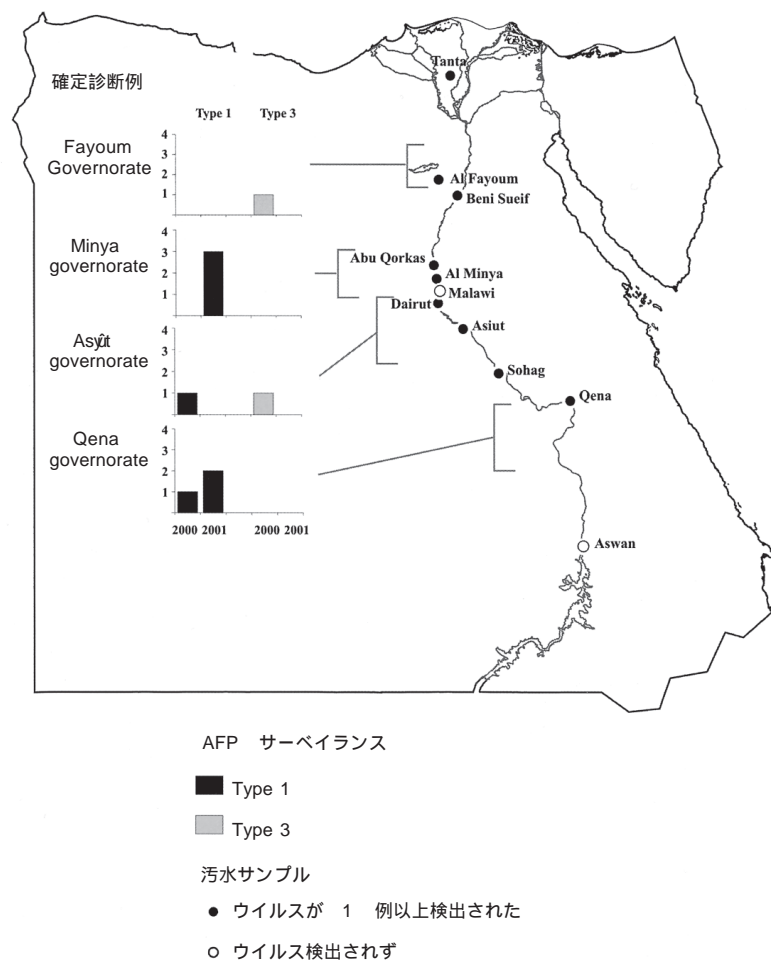 確定診断例
Type 1 Type 3
Fayoum
Governorate
4
3
2
1
Minya
governorate
4
3
2
1
Asyût
governorate
4
3
2
1
Qena
governorate
4
3
2
1
2000 2001 2000 2001
Tanta
Al Fayoum
Beni Sueif
Abu Qorkas
Al Minya
Malawi
Dairut
Asiut
Sohag
Qena
Aswan
AFP サーベイランス
Type 1
Type 3
汚水サンプル
ウイルスが 1 例以上検出された
ウイルス検出されず